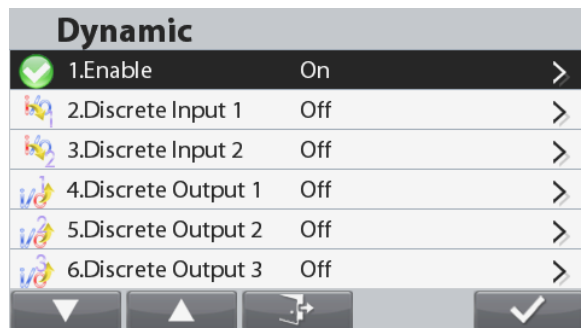 Dynamic
1.Enable On
2.Discrete Input 1 Off
3.Discrete Input 2 Off
4.Discrete Output 1 Off
5.Discrete Output 2 Off
6.Discrete Output 3 Off